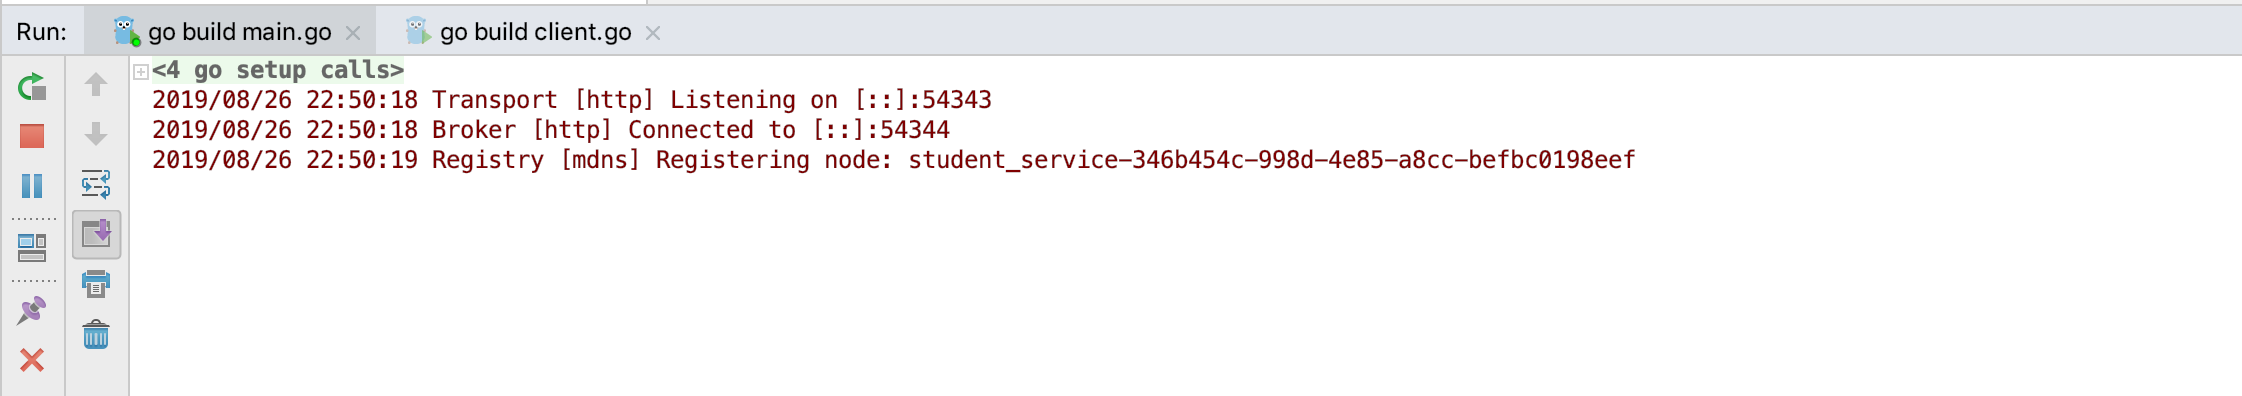 Run: go build main.go go build client.go
<4 go setup calls>
2019/08/26 22:50:18 Transport [http] Listening on [::]:54343
2019/08/26 22:50:18 Broker [http] Connected to [::]:54344
2019/08/26 22:50:19 Registry [mdns] Registering node: student_service-346b454c-998d-4e85-a8cc-befbc0198eef